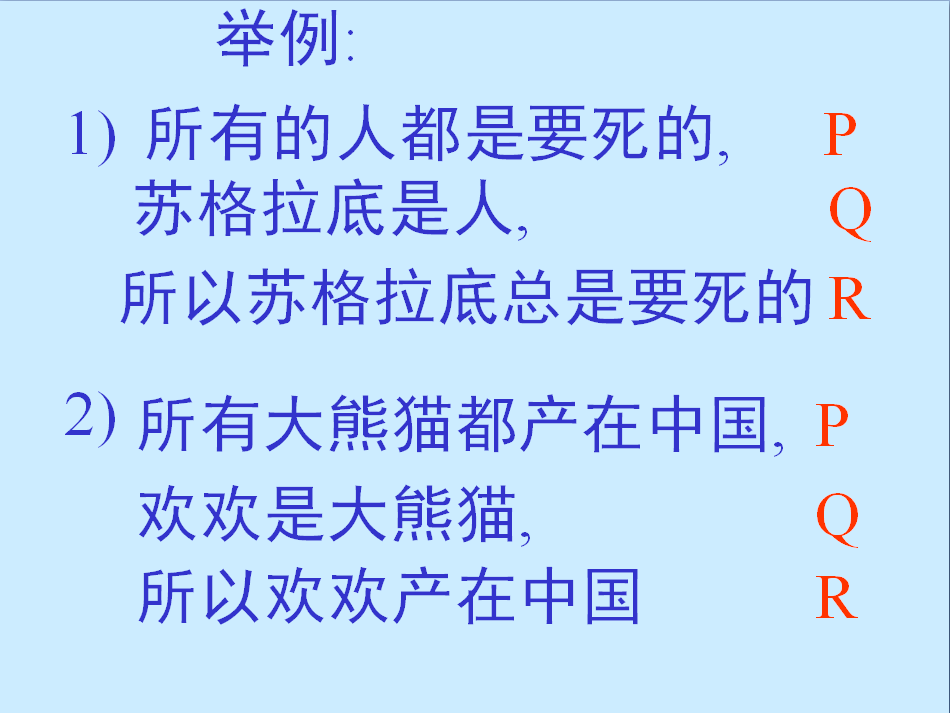 举例:
1) 所有的人都是要死的, P
苏格拉底是人, Q
所以苏格拉底总是要死的 R
2) 所有大熊猫都产在中国, P
欢欢是大熊猫, Q
所以欢欢产在中国 R